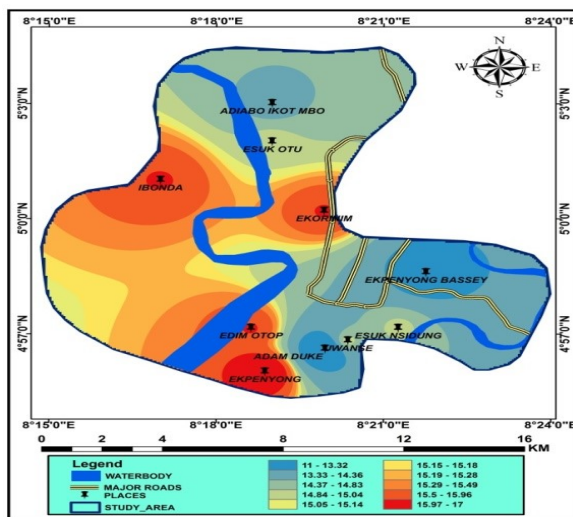 8°15'0"E 8°18'0"E 8°21'0"E 8°24'0"E
N
W E
S
5°3'0"N 5°3'0"N
ADIABO IKOT MBO
ESUK OTU
IBONDA
5°0'0"N 5°0'0"N
EKORINIM
EKPENYONG BASSEY
4°57'0"N 4°57'0"N
EDIM OTOP
ESUK NSIDUNG
UWANSE
ADAM DUKE
EKPENYONG
8°15'0"E 8°18'0"E 8°21'0"E 8°24'0"E
0 1 2 4 8 12 16
KM
Legend
WATERBODY
MAJOR ROADS
PLACES
STUDY_AREA
11 - 13.32
13.33 - 14.36
14.37 - 14.83
14.84 - 15.04
15.05 - 15.14
15.15 - 15.18
15.19 - 15.28
15.29 - 15.49
15.5 - 15.96
15.97 - 17